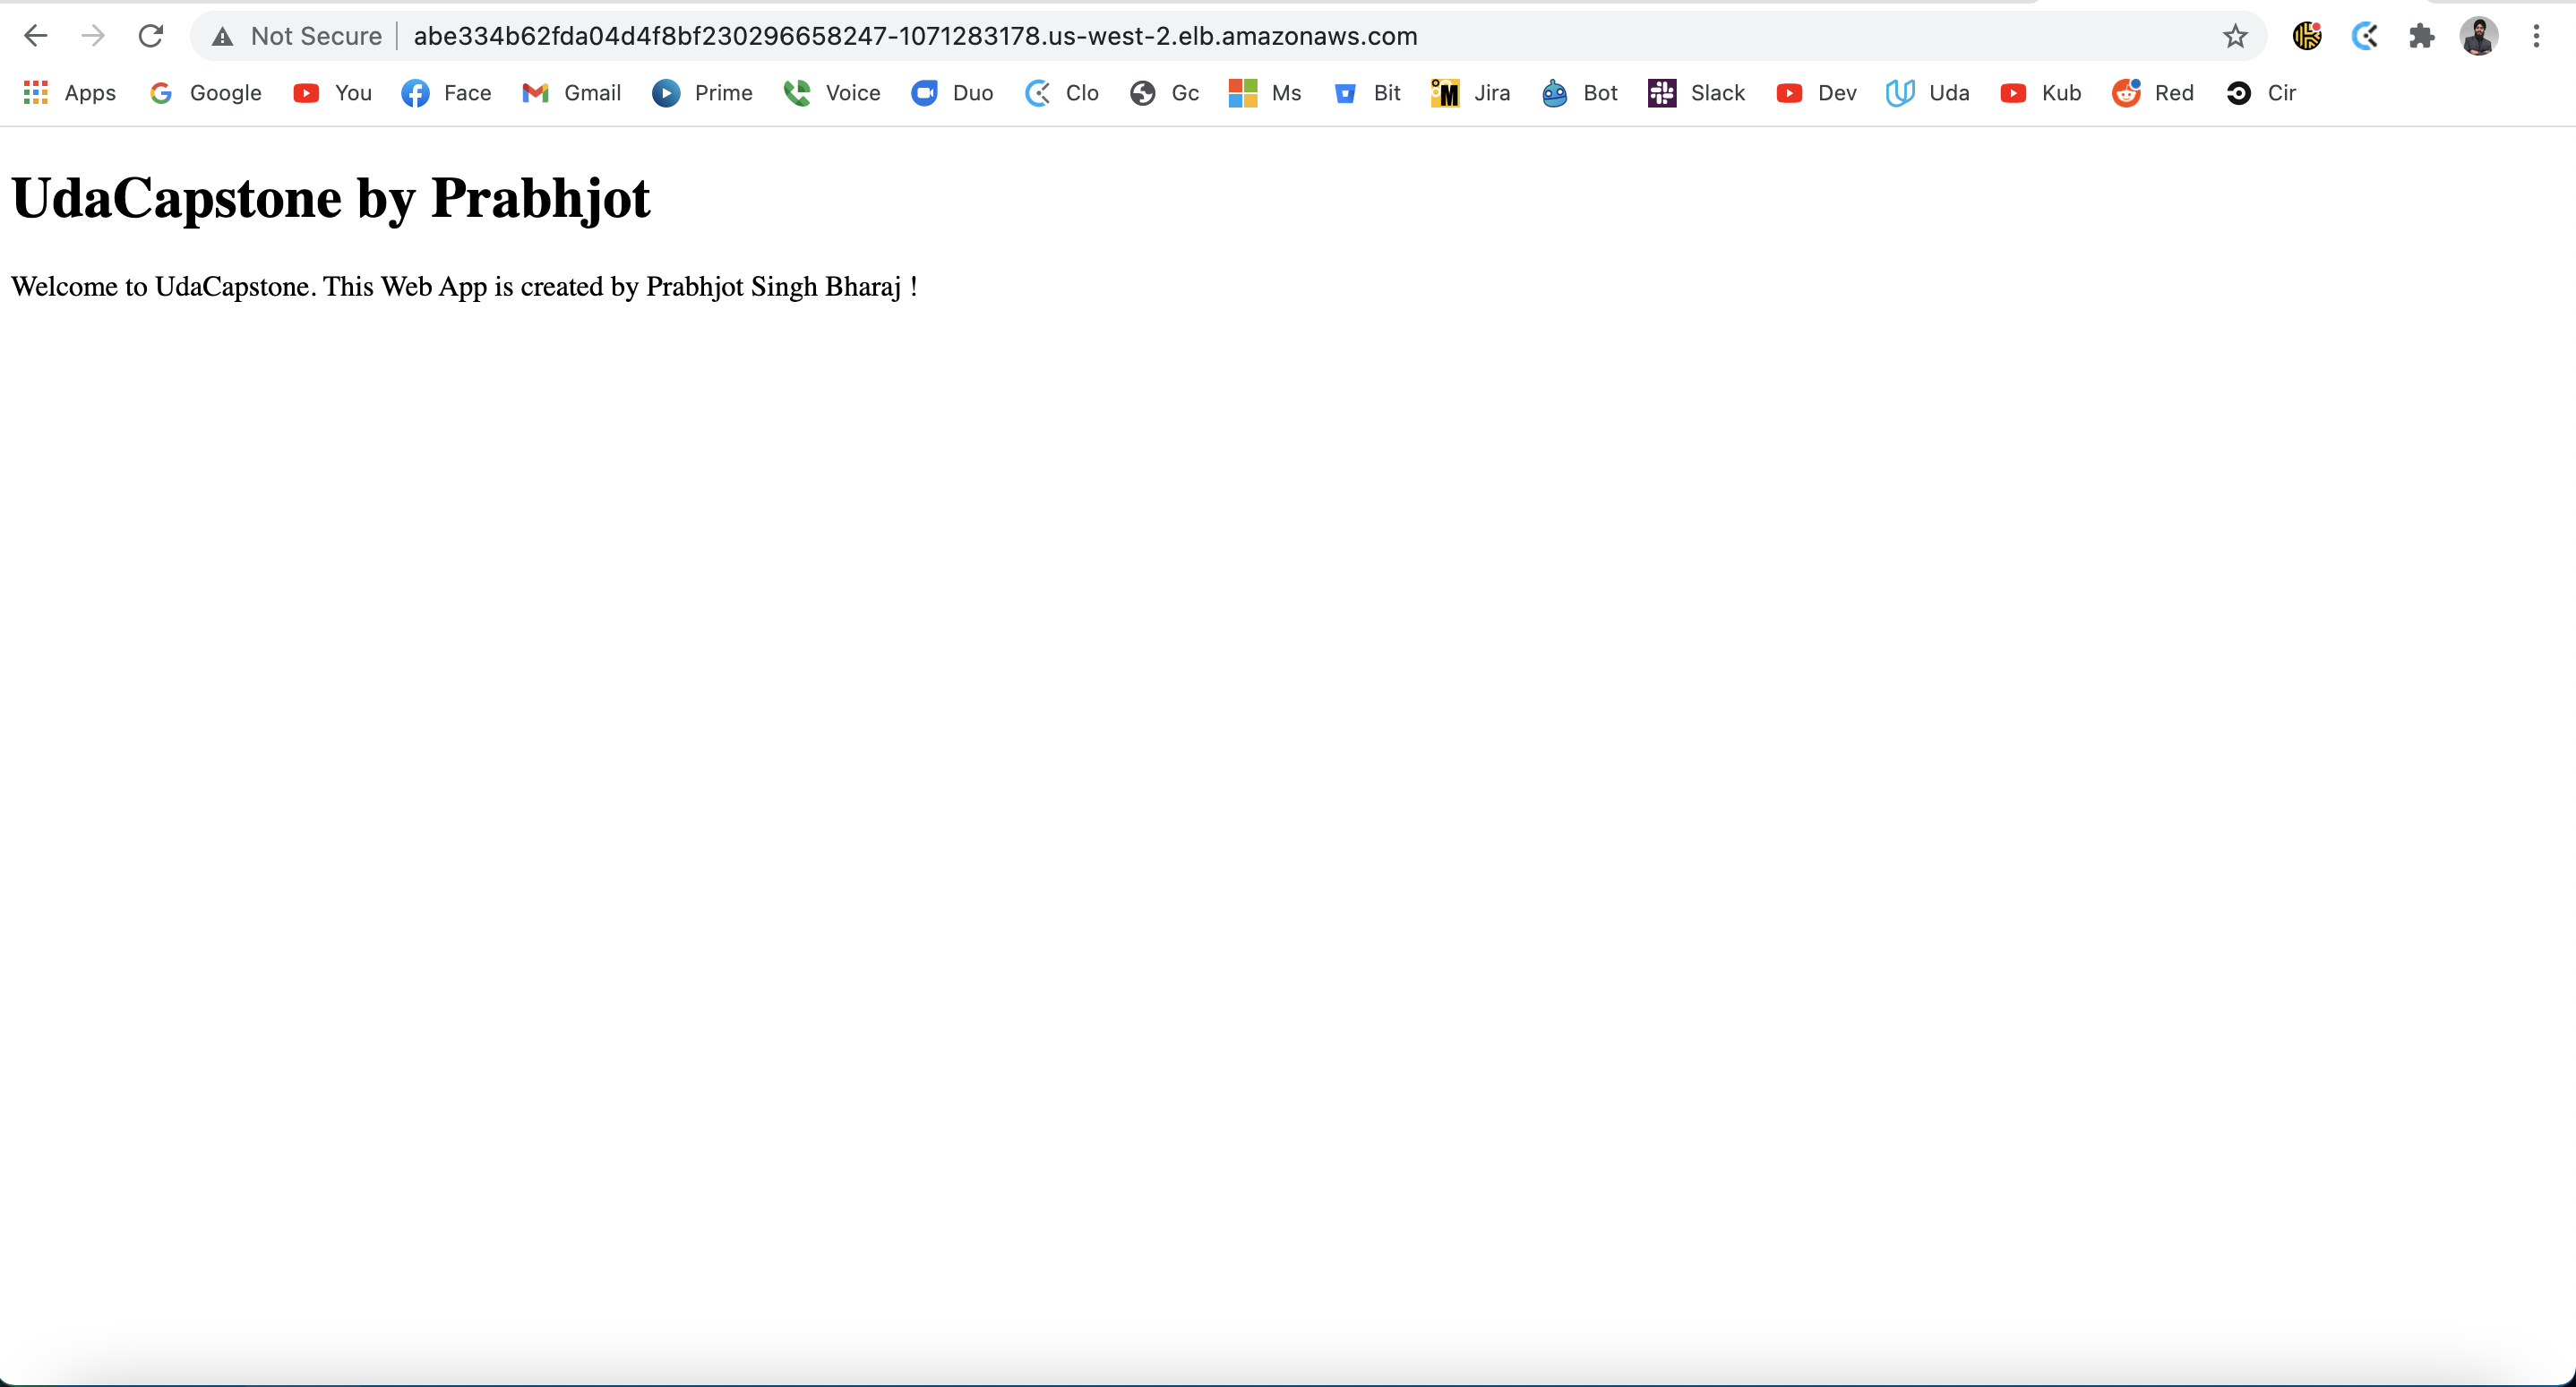 Not Secure abe334b62fda04d4f8bf230296658247-1071283178.us-west-2.elb.amazonaws.com
Apps Google You Face Gmail Prime Voice Duo Clo Gc Ms Bit Jira Bot Slack Dev Uda Kub Red Cir
UdaCapstone by Prabhjot
Welcome to UdaCapstone. This Web App is created by Prabhjot Singh Bharaj !